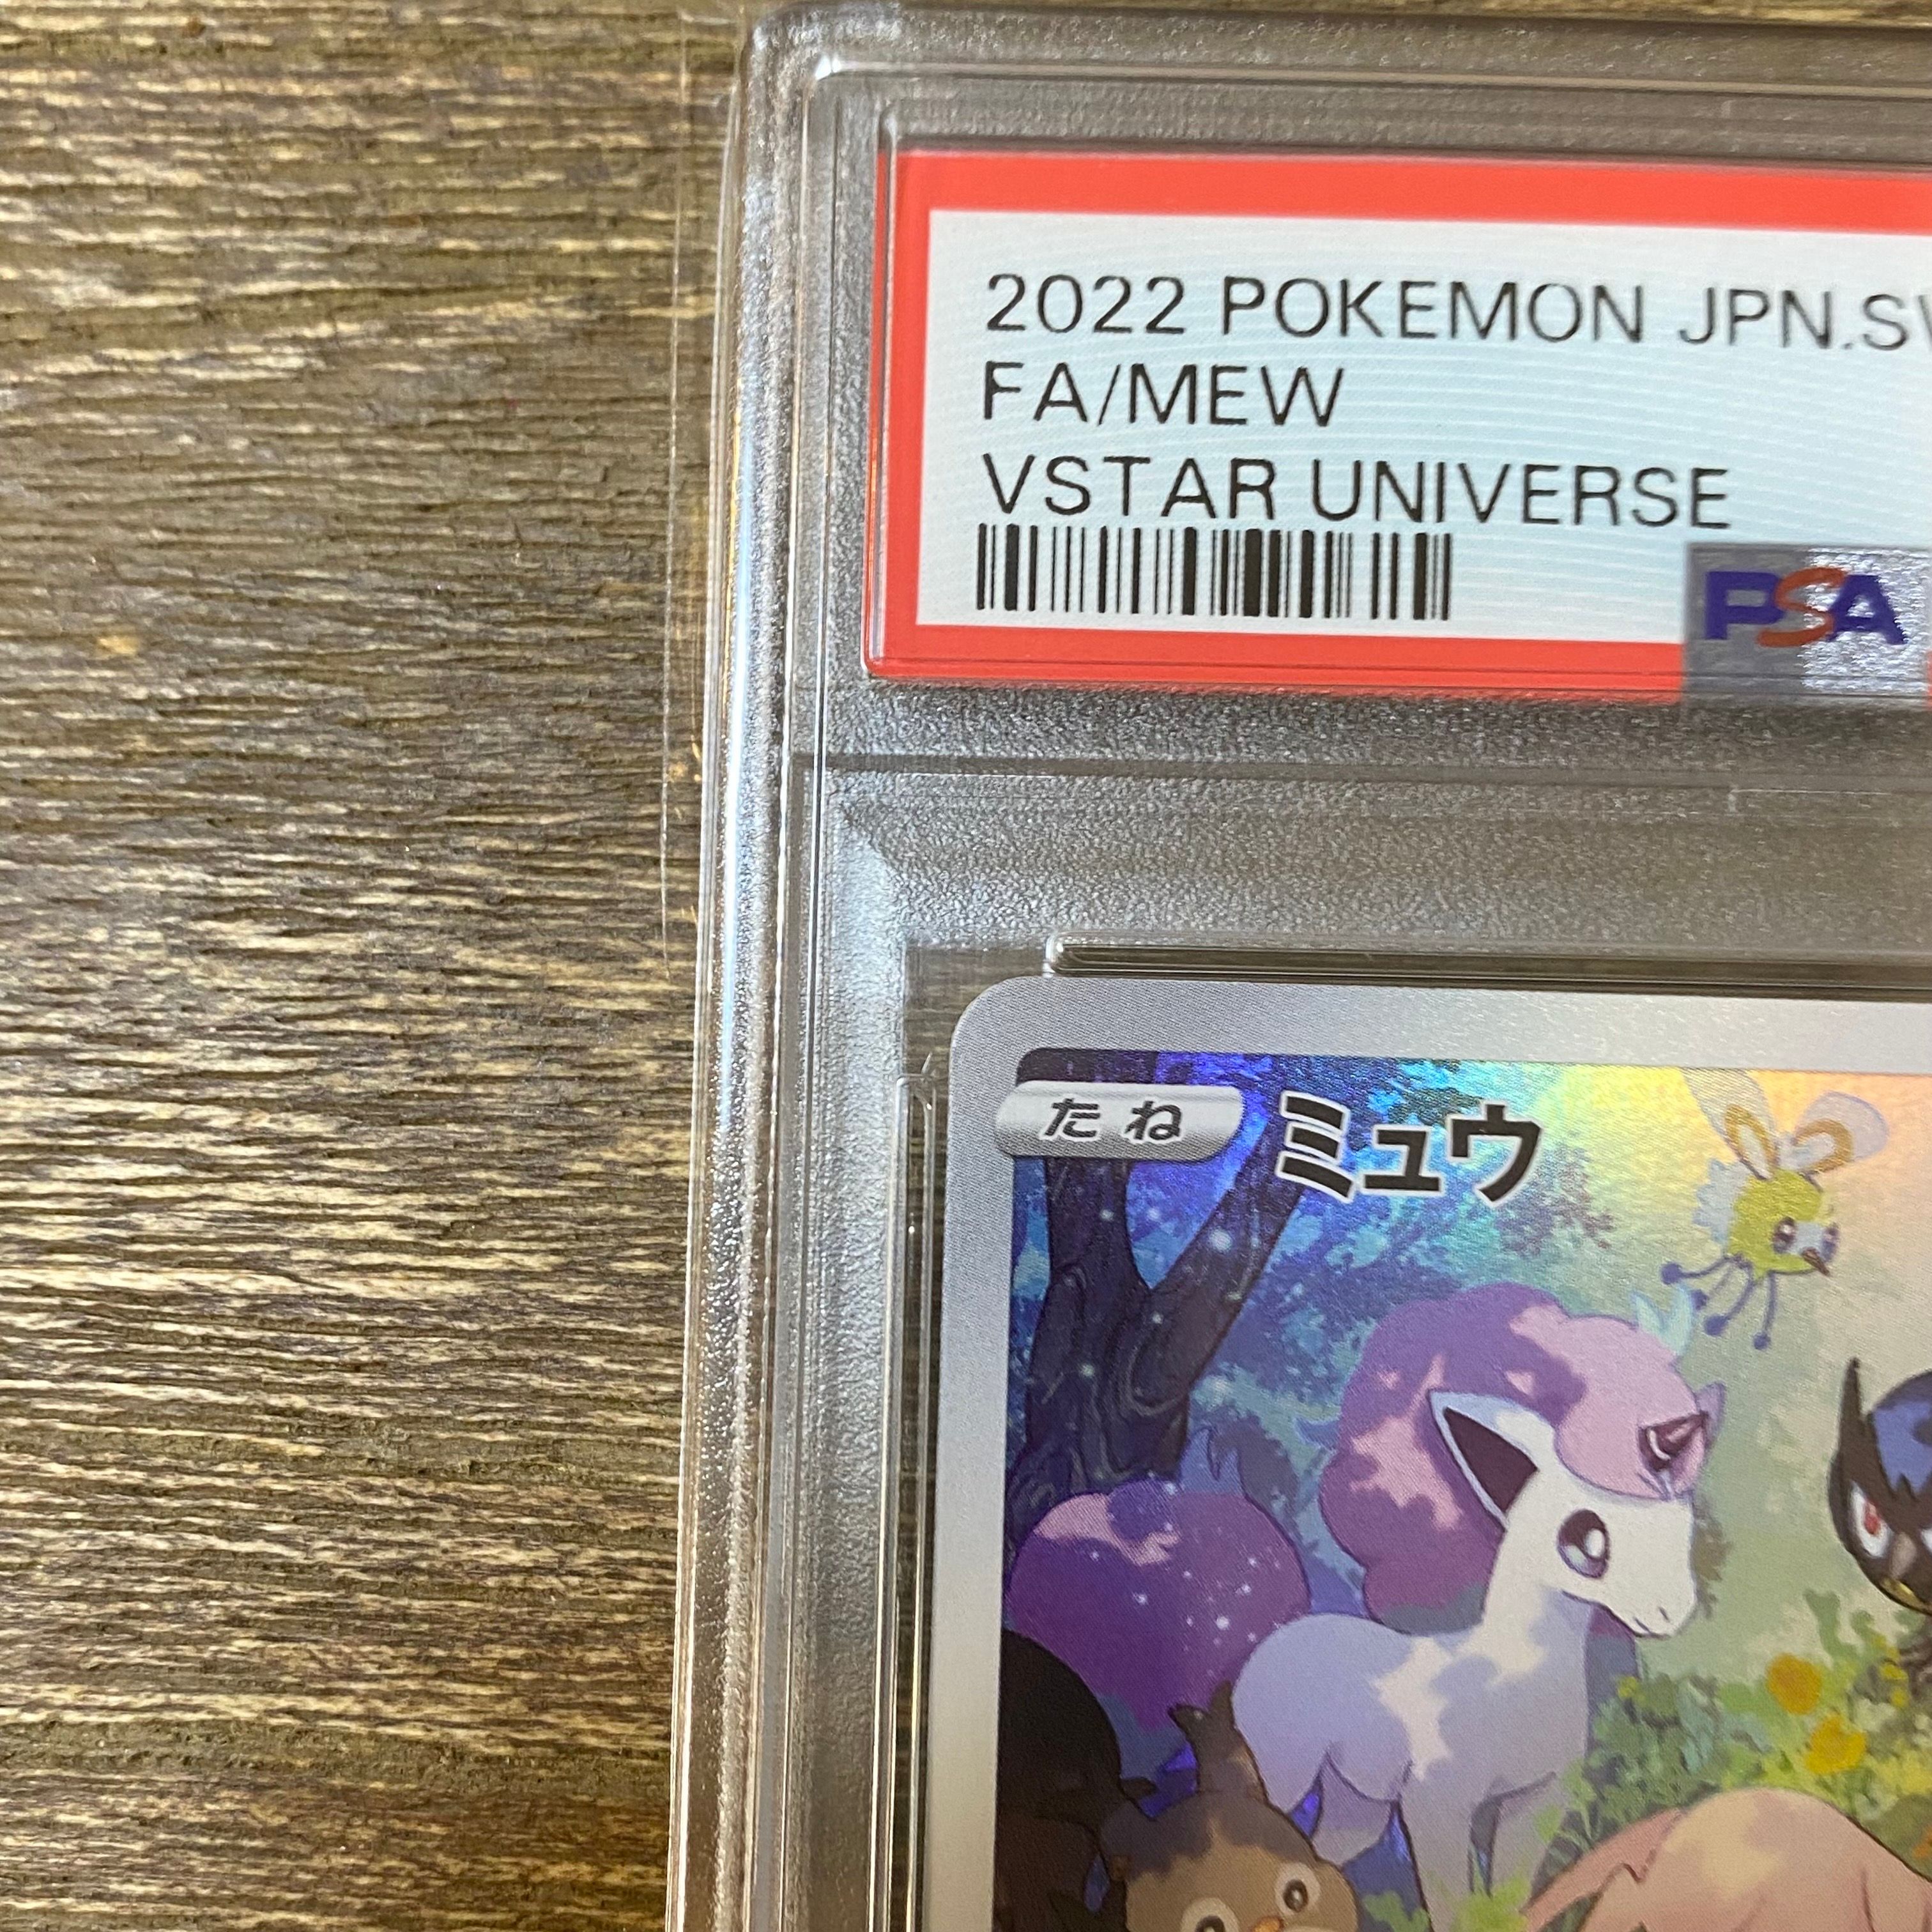 2022 POKEMON JPN.SW
FA/MEW
VSTAR UNIVERSE
PSA
たね ミュウ